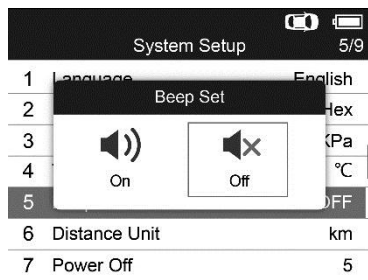 System Setup 5/9
1 Language English
2 Hex
Beep Set
3 KPa
On Off
4 ℃
5 OFF
6 Distance Unit km
7 Power Off 5